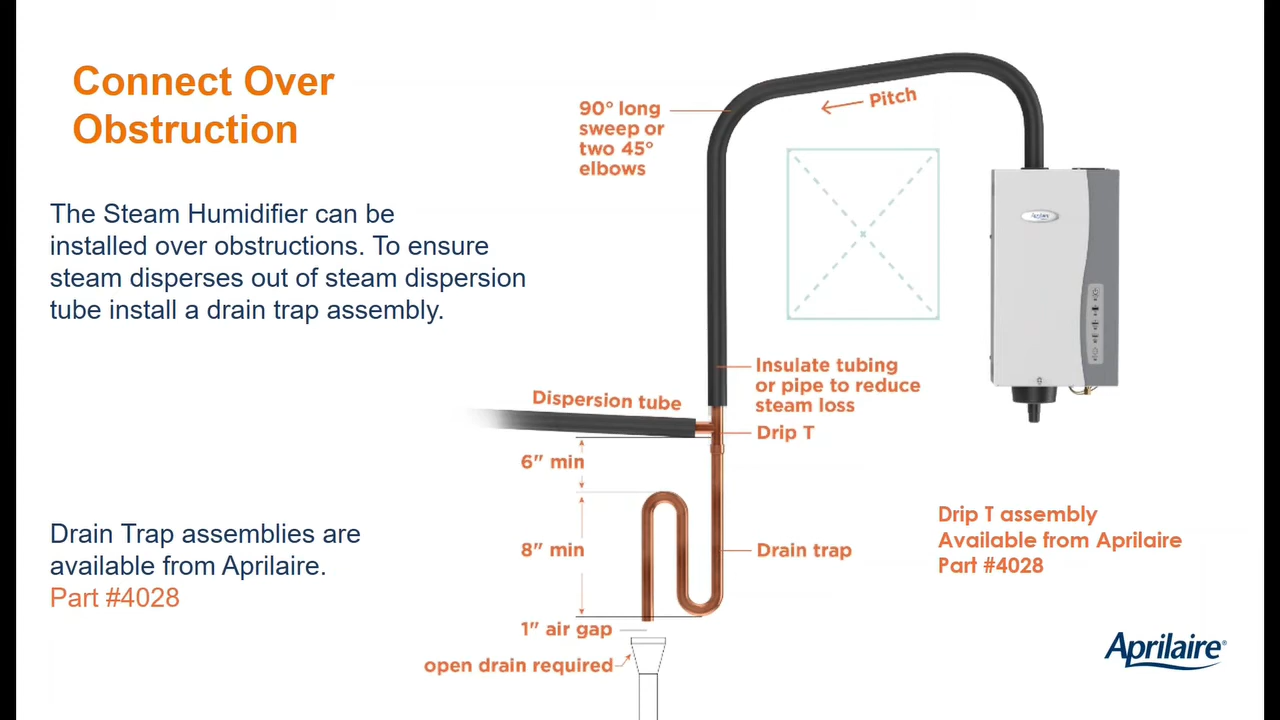 Connect Over
Obstruction
The Steam Humidifier can be
installed over obstructions. To ensure
steam disperses out of steam dispersion
tube install a drain trap assembly.
Drain Trap assemblies are
available from Aprilaire.
Part #4028
90° long
sweep or
two 45°
elbows
Pitch
Aprilaire
Insulate tubing
or pipe to reduce
steam loss
Dispersion tube
Drip T
6" min
8" min
Drain trap
1" air gap
open drain required
Drip T assembly
Available from Aprilaire
Part #4028
Aprilaire®